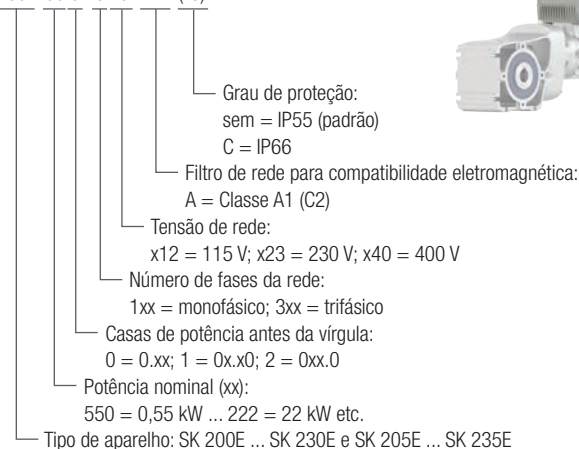 Grau de proteção:
sem = IP55 (padrão)
C = IP66
Filtro de rede para compatibilidade eletromagnética:
A = Classe A1 (C2)
Tensão de rede:
x12 = 115 V; x23 = 230 V; x40 = 400 V
Número de fases da rede:
1xx = monofásico; 3xx = trifásico
Casas de potência antes da vírgula:
0 = 0.xx; 1 = 0x.x0; 2 = 0xx.0
Potência nominal (xx):
550 = 0,55 kW ... 222 = 22 kW etc.
Tipo de aparelho: SK 200E ... SK 230E e SK 205E ... SK 235E